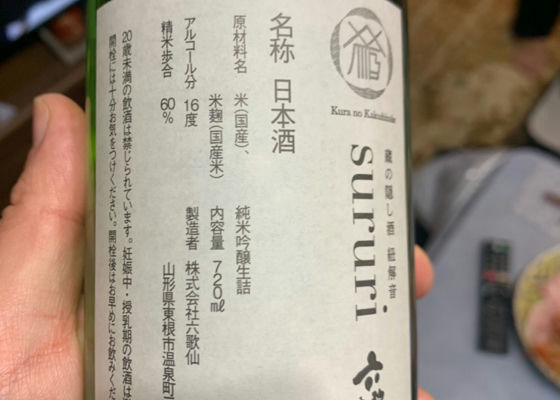 Kura no Kakushizake
蔵の隠し酒 紐解音
sururi
名称 日本酒
原材料名 米(国産)、
米麹(国産米)
アルコール分 16度
精米歩合 60%
純米吟醸生詰
内容量 720ml
製造者 株式会社六歌仙
山形県東根市温泉町
20歳未満の飲酒は禁じられています。妊娠中・授乳期の飲酒は
開栓には十分お気をつけください。開栓後はお早めにお飲みくだ